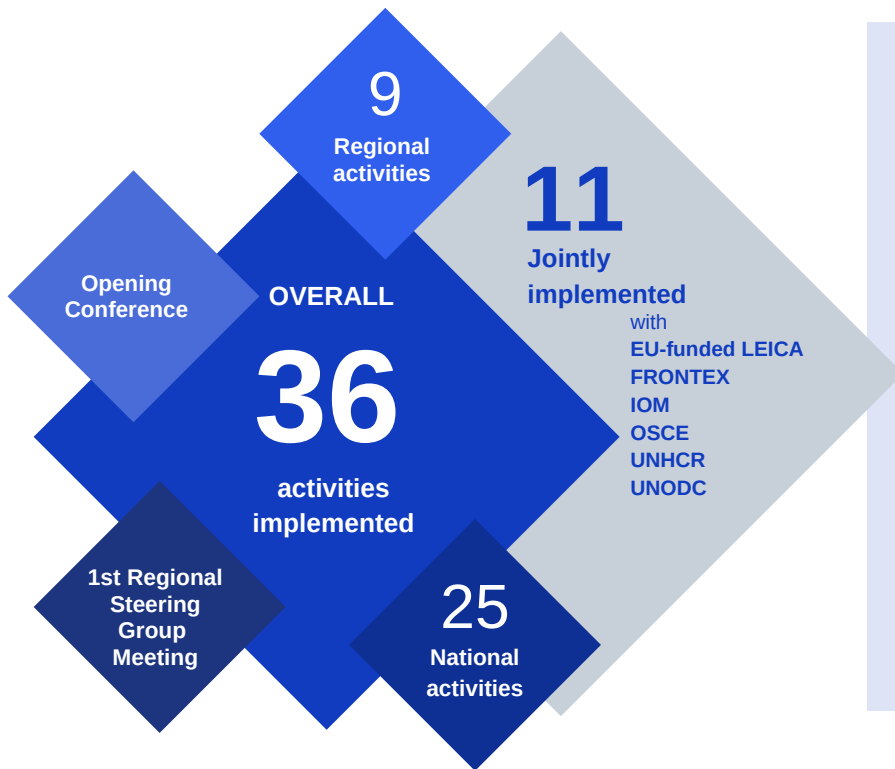 9
Regional
activities
Opening
Conference
OVERALL
36
activities
implemented
11
Jointly
implemented
with
EU-funded LEICA
FRONTEX
IOM
OSCE
UNHCR
UNODC
1st Regional
Steering
Group
Meeting
25
National
activities